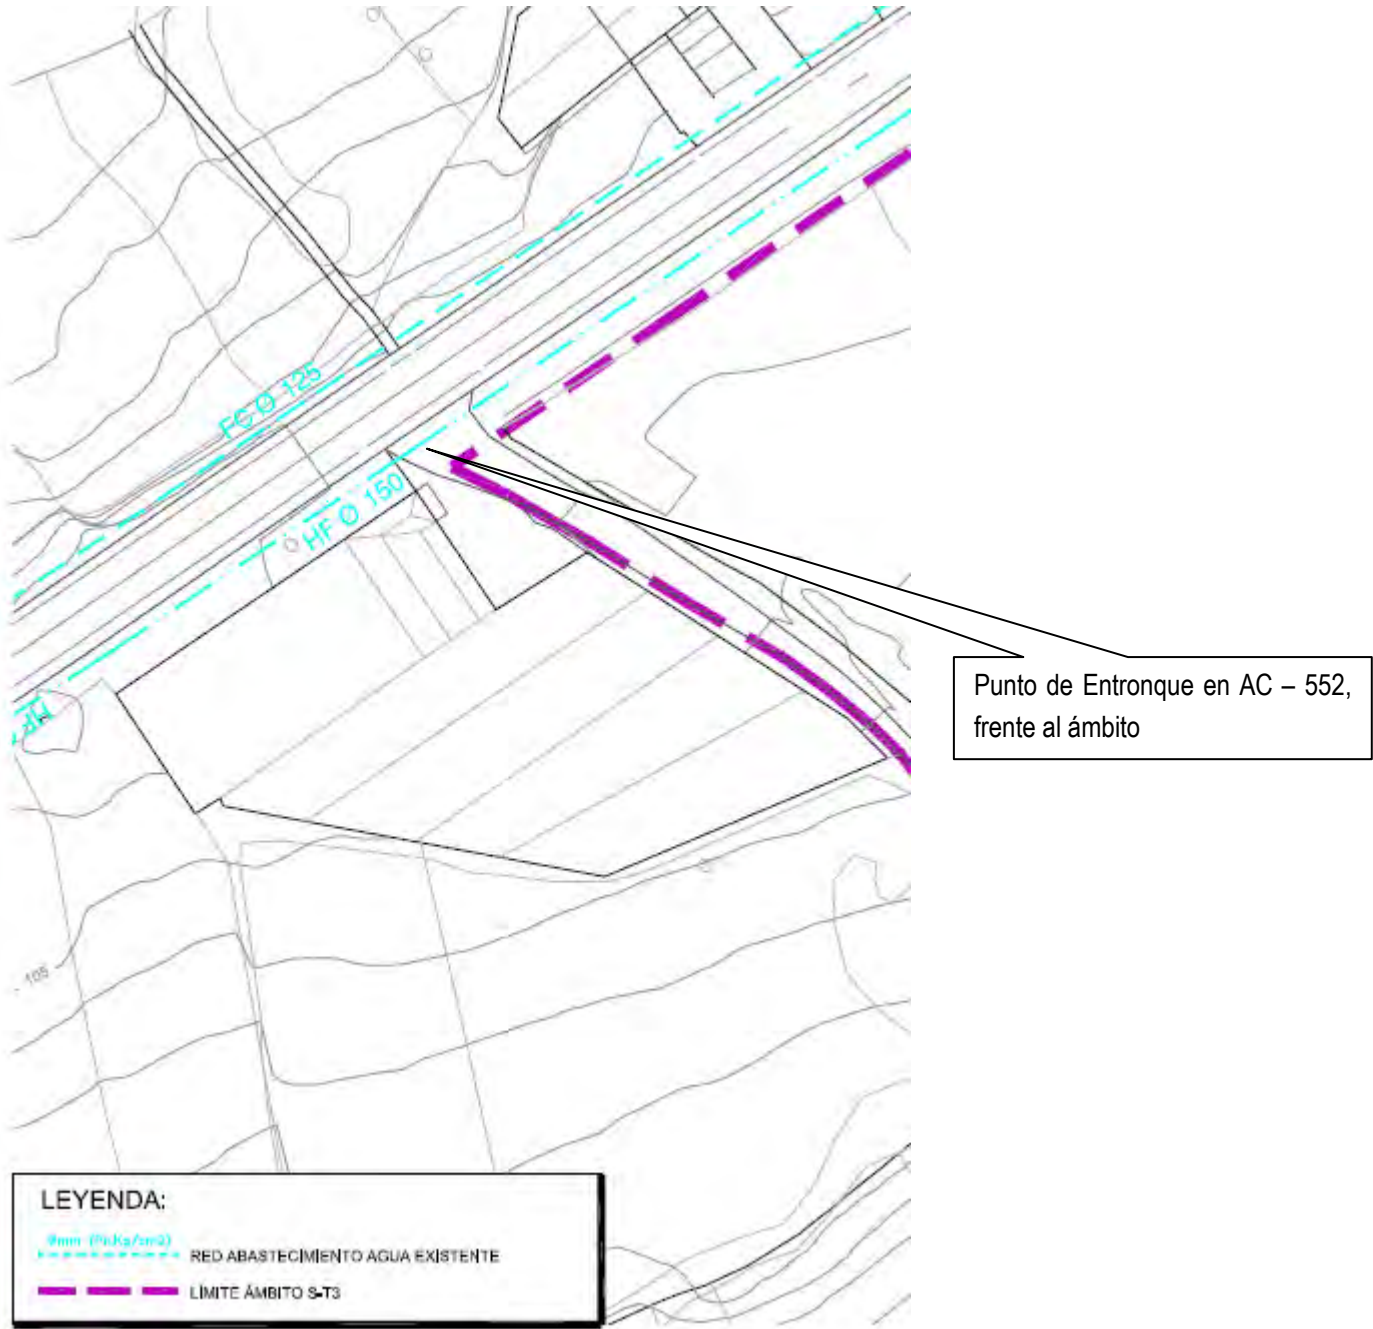 FC Ø 125
HF Ø 150
HF
Punto de Entronque en AC – 552,
frente al ámbito
105
LEYENDA:
RED ABASTECIMIENTO AGUA EXISTENTE
LÍMITE ÁMBITO S-T3